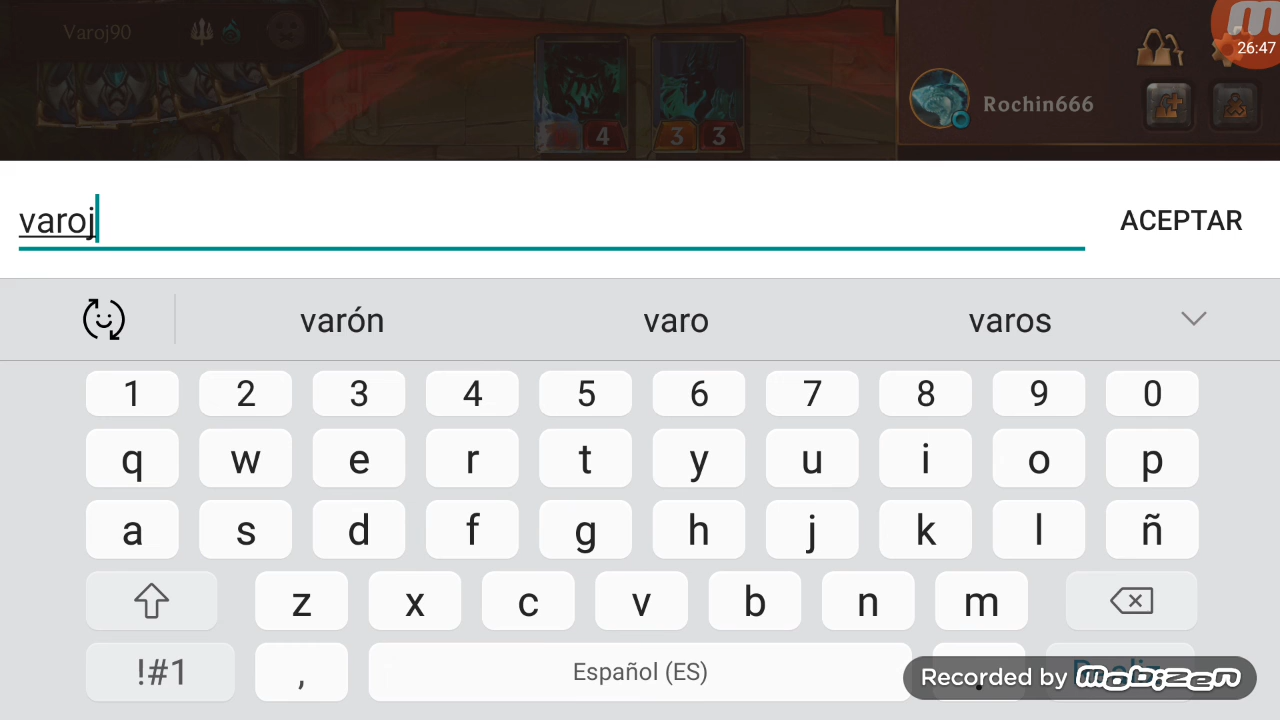 Varoj90
26:47
Rochin666
4
3 3
varoj
ACEPTAR
varón varo varos
1 2 3 4 5 6 7 8 9 0
q w e r t y u i o p
a s d f g h j k l ñ
z x c v b n m
!#1 , Español (ES) .
Recorded by mobizen